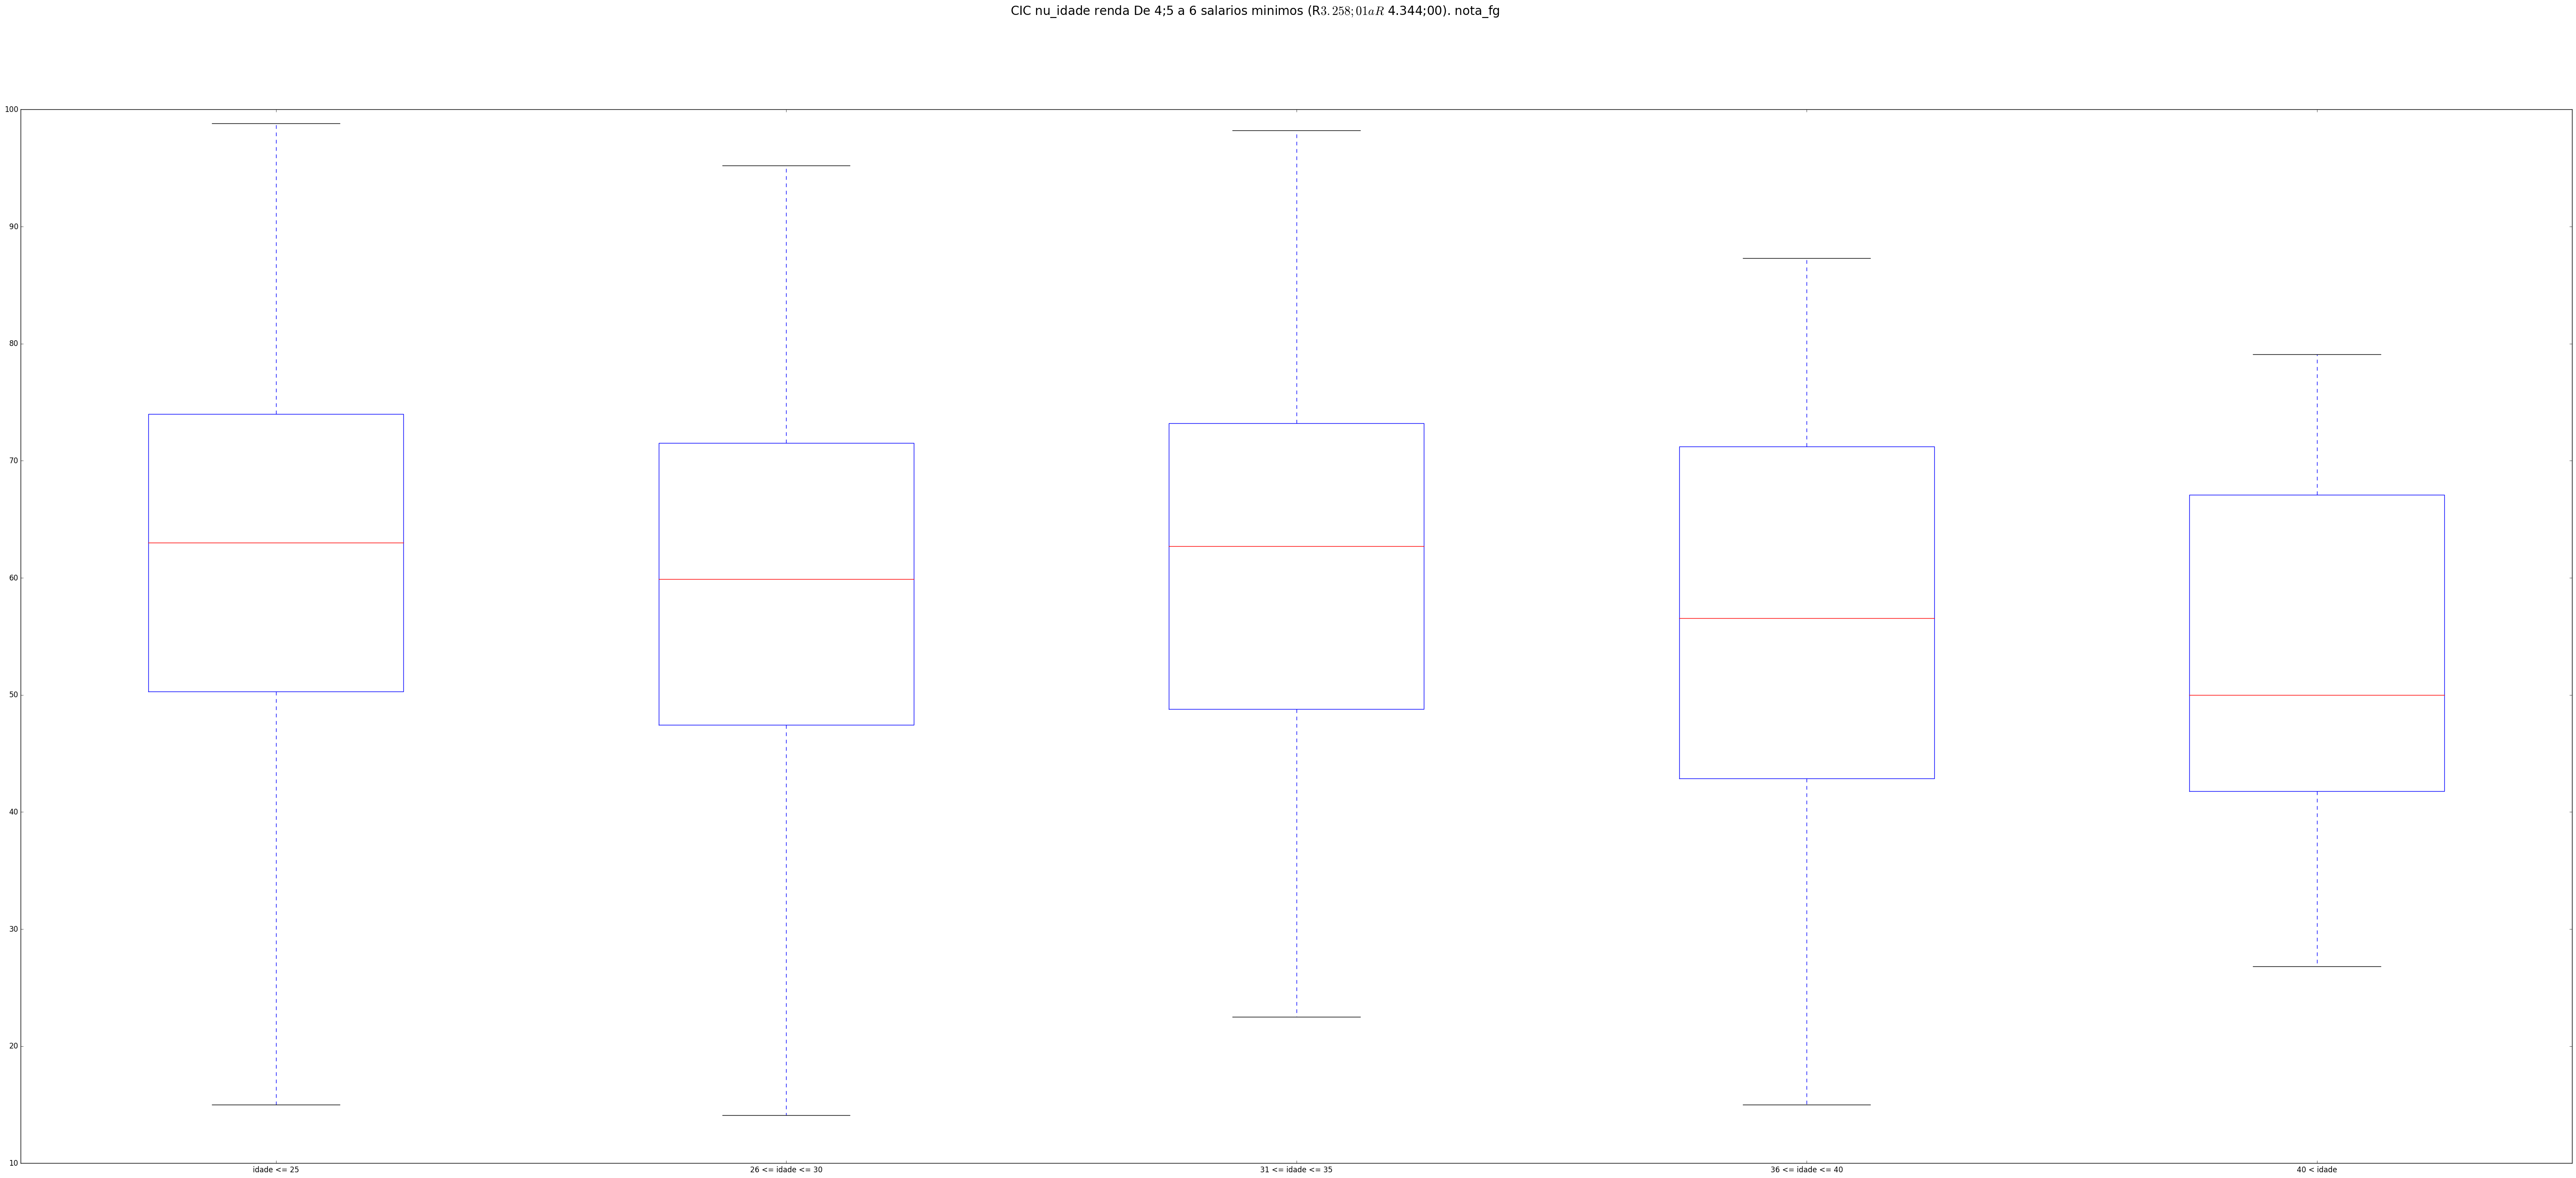 CIC nu_idade renda De 4;5 a 6 salarios minimos (R3.258;01aR 4.344;00). nota_fg
100
90
80
70
60
50
40
30
20
10
idade <= 25
26 <= idade <= 30
31 <= idade <= 35
36 <= idade <= 40
40 < idade